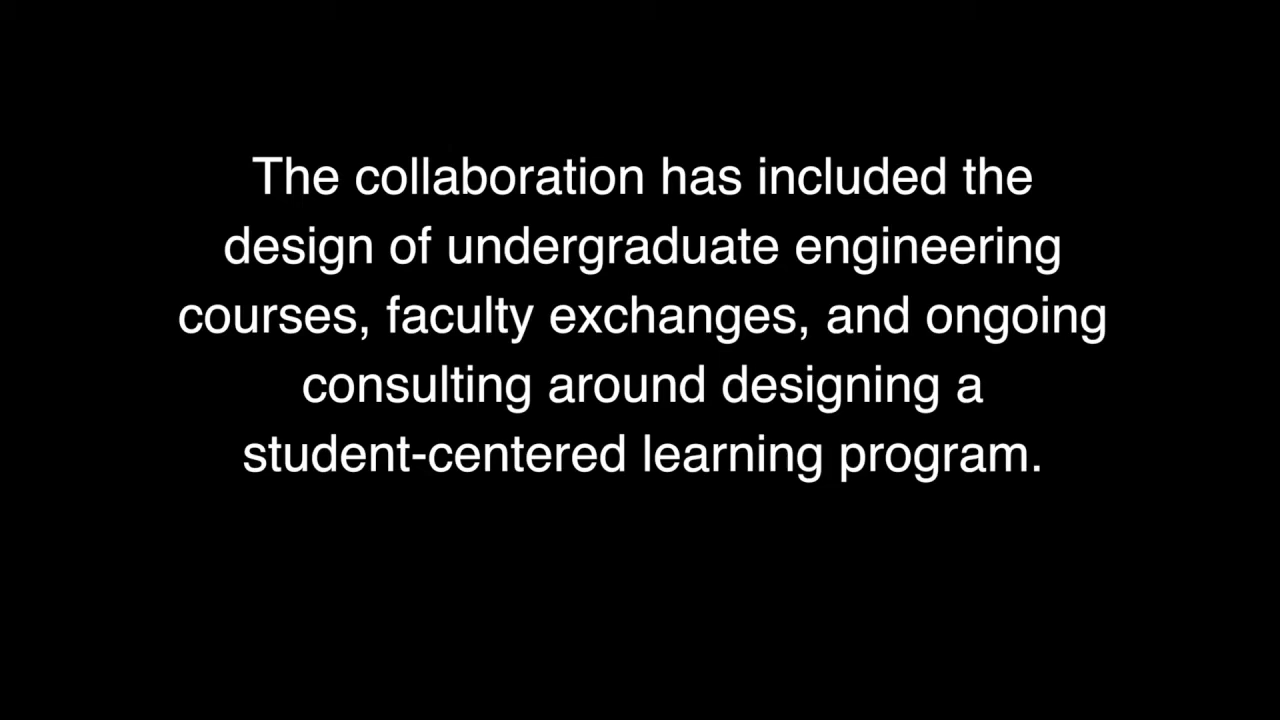 The collaboration has included the
design of undergraduate engineering
courses, faculty exchanges, and ongoing
consulting around designing a
student-centered learning program.